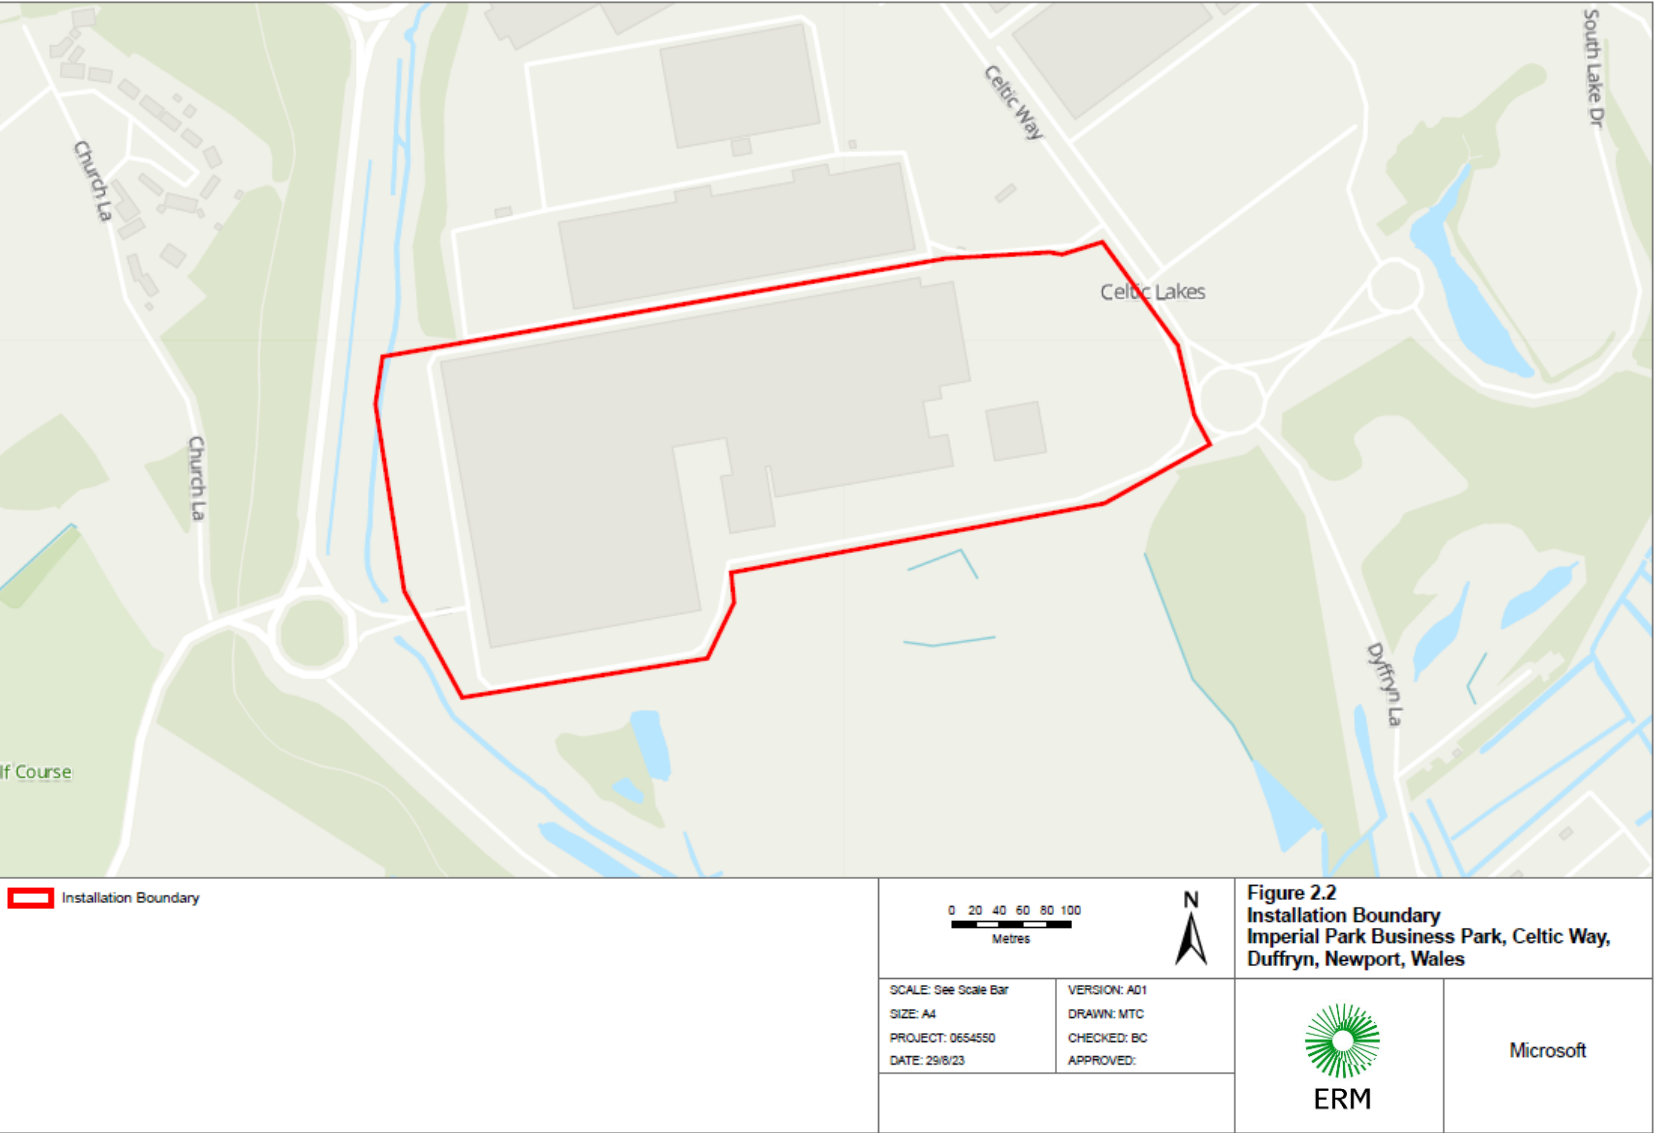 South Lake Dr
Celtic Way
Church La
Celtic Lakes
Church La
Dyffryn La
lf Course
Installation Boundary
0 20 40 60 80 100
Metres
N
Figure 2.2
Installation Boundary
Imperial Park Business Park, Celtic Way,
Duffryn, Newport, Wales
SCALE: See Scale Bar
VERSION: A01
SIZE: A4
DRAWN: MTC
PROJECT: 0654550
CHECKED: BC
DATE: 29/8/23
APPROVED:
ERM
Microsoft